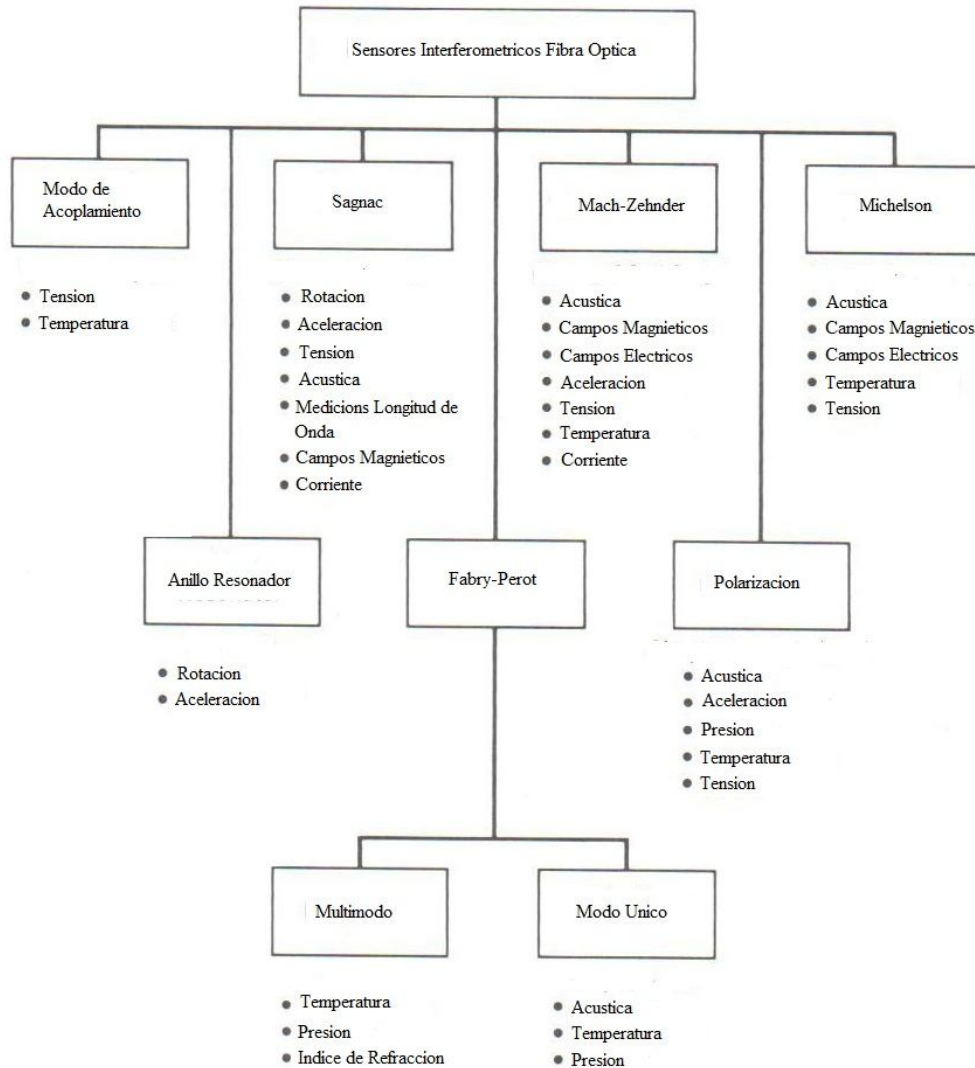 Sensores Interferometricos Fibra Optica
Modo de
Acoplamiento
• Tension
• Temperatura
Sagnac
• Rotacion
• Aceleracion
• Tension
• Acustica
• Medicions Longitud de
Onda
• Campos Magnieticos
• Corriente
Mach-Zehnder
• Acustica
• Campos Magnieticos
• Campos Electricos
• Aceleracion
• Tension
• Temperatura
• Corriente
Michelson
• Acustica
• Campos Magnieticos
• Campos Electricos
• Temperatura
• Tension
Anillo Resonador
• Rotacion
• Aceleracion
Fabry-Perot
Polarizacion
• Acustica
• Aceleracion
• Presion
• Temperatura
• Tension
Multimodo
• Temperatura
• Presion
• Indice de Refraccion
Modo Unico
• Acustica
• Temperatura
• Presion